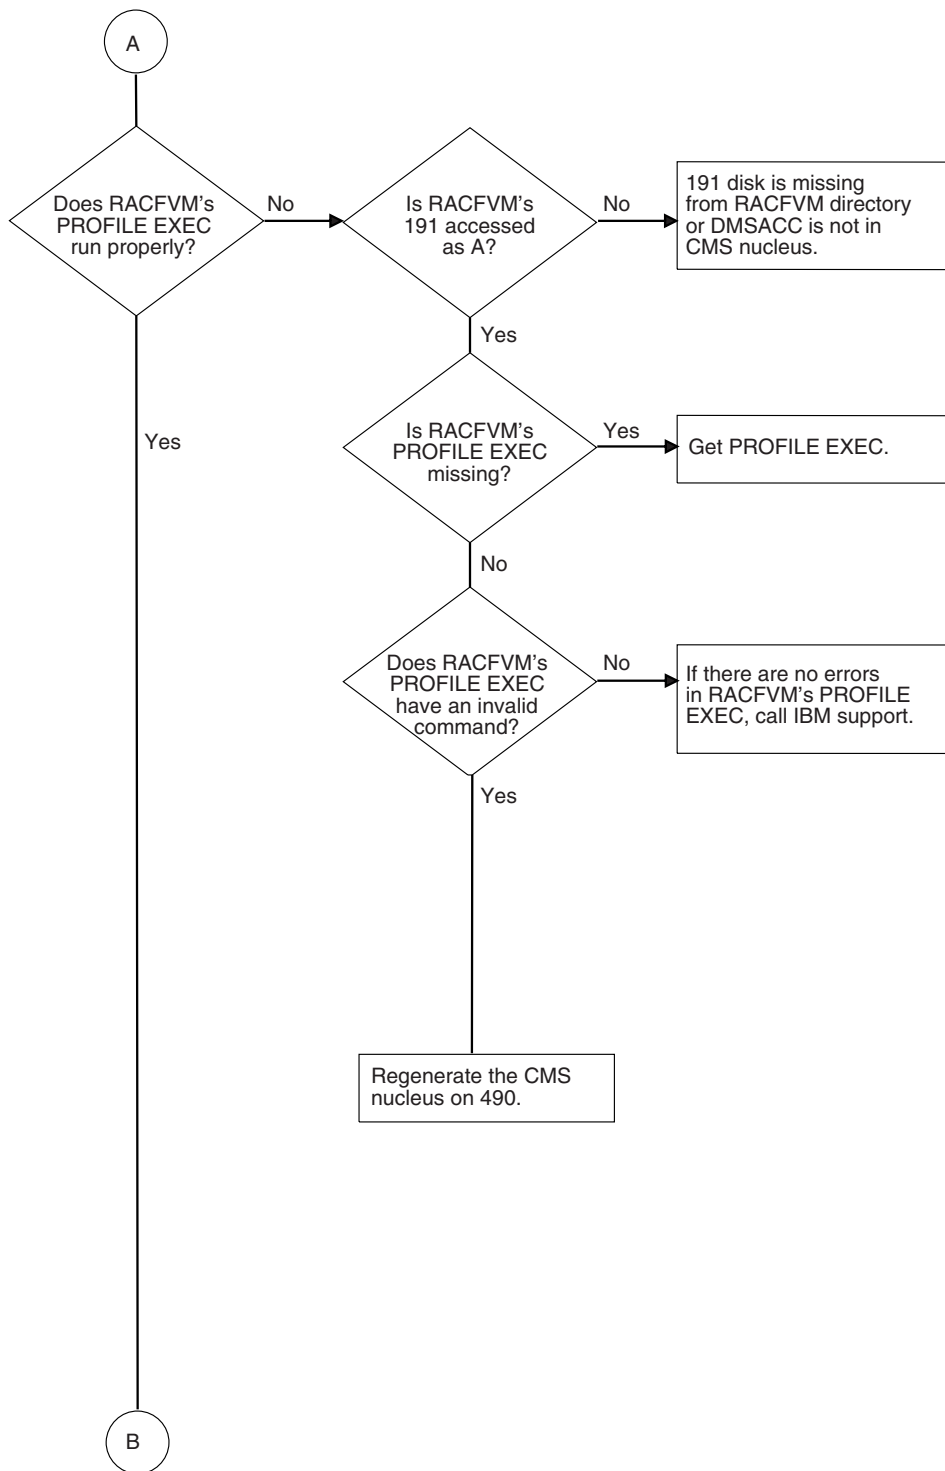 A
Does RACFVM's
PROFILE EXEC
run properly?
No
Is RACFVM's
191 accessed
as A?
No
191 disk is missing
from RACFVM directory
or DMSACC is not in
CMS nucleus.
Yes
Yes
Is RACFVM's
PROFILE EXEC
missing?
Yes
Get PROFILE EXEC.
No
Does RACFVM's
PROFILE EXEC
have an invalid
command?
No
If there are no errors
in RACFVM's PROFILE
EXEC, call IBM support.
Yes
Regenerate the CMS
nucleus on 490.
B